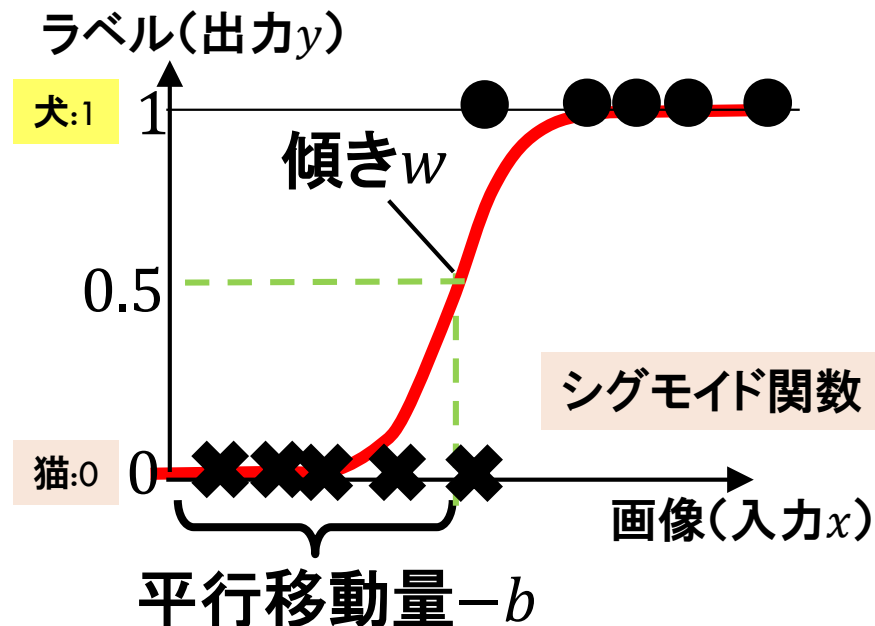 ラベル(出力y)
犬:1
1
傾きw
0.5
シグモイド関数
猫:0
0
画像(入力x)
平行移動量−b